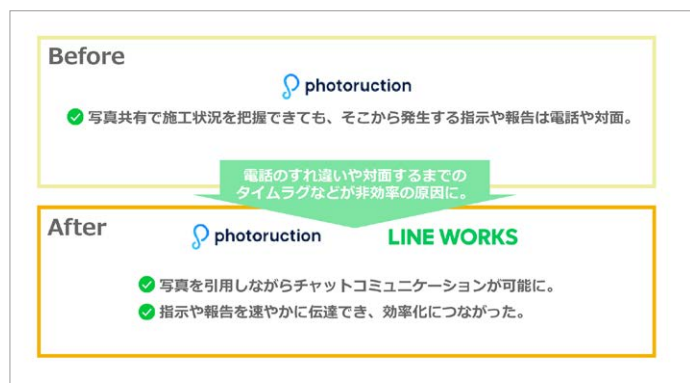 Before
photoruction
写真共有で施工状況を把握できても、そこから発生する指示や報告は電話や対面。
電話のすれ違いや対面するまでの
タイムラグなどが非効率の原因に。
After
photoruction LINE WORKS
写真を引用しながらチャットコミュニケーションが可能に。
指示や報告を速やかに伝達でき、効率化につながった。